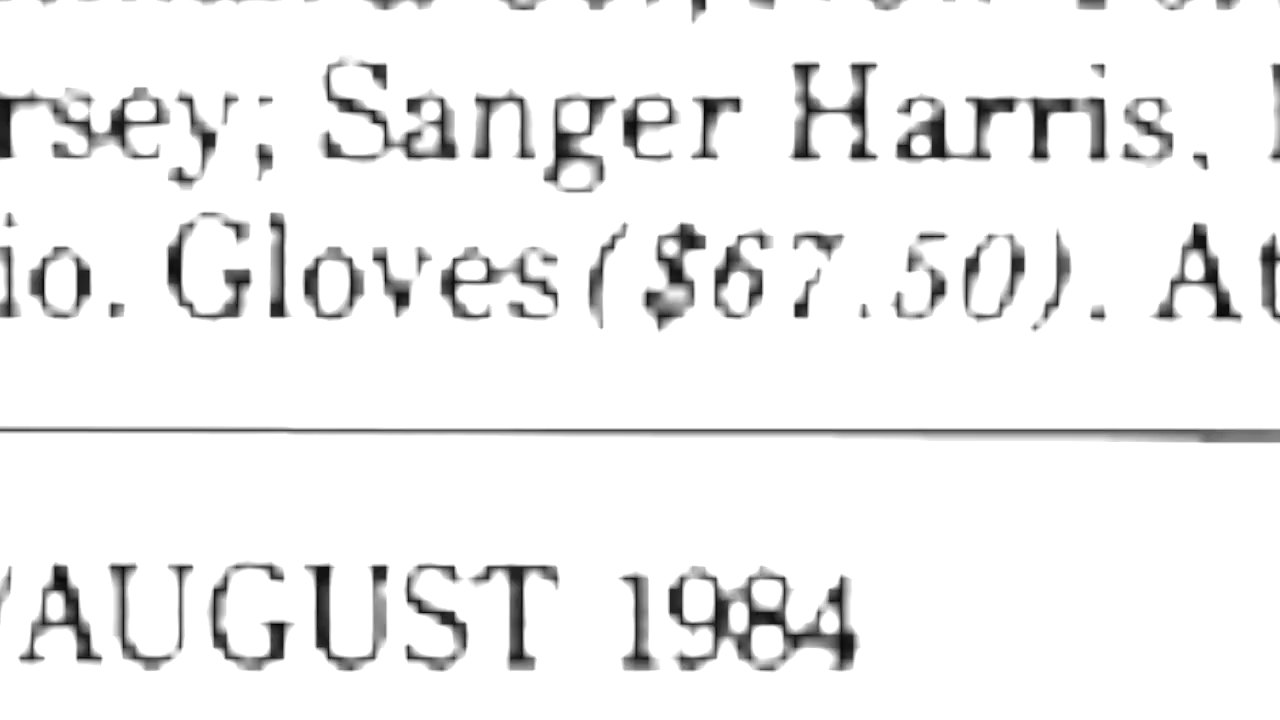 rsey; Sanger Harris,
io. Gloves ($67.50). At
/AUGUST 1984